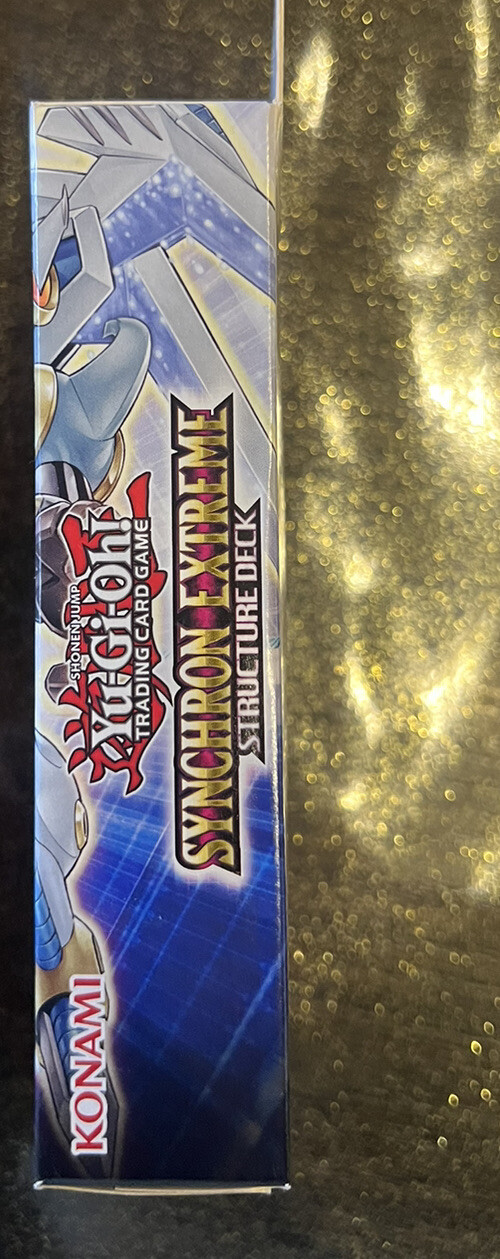 SHONEN JUMP
Yu-Gi-Oh!
TRADING CARD GAME
SYNCHRON EXTREME
STRUCTURE DECK
KONAMI